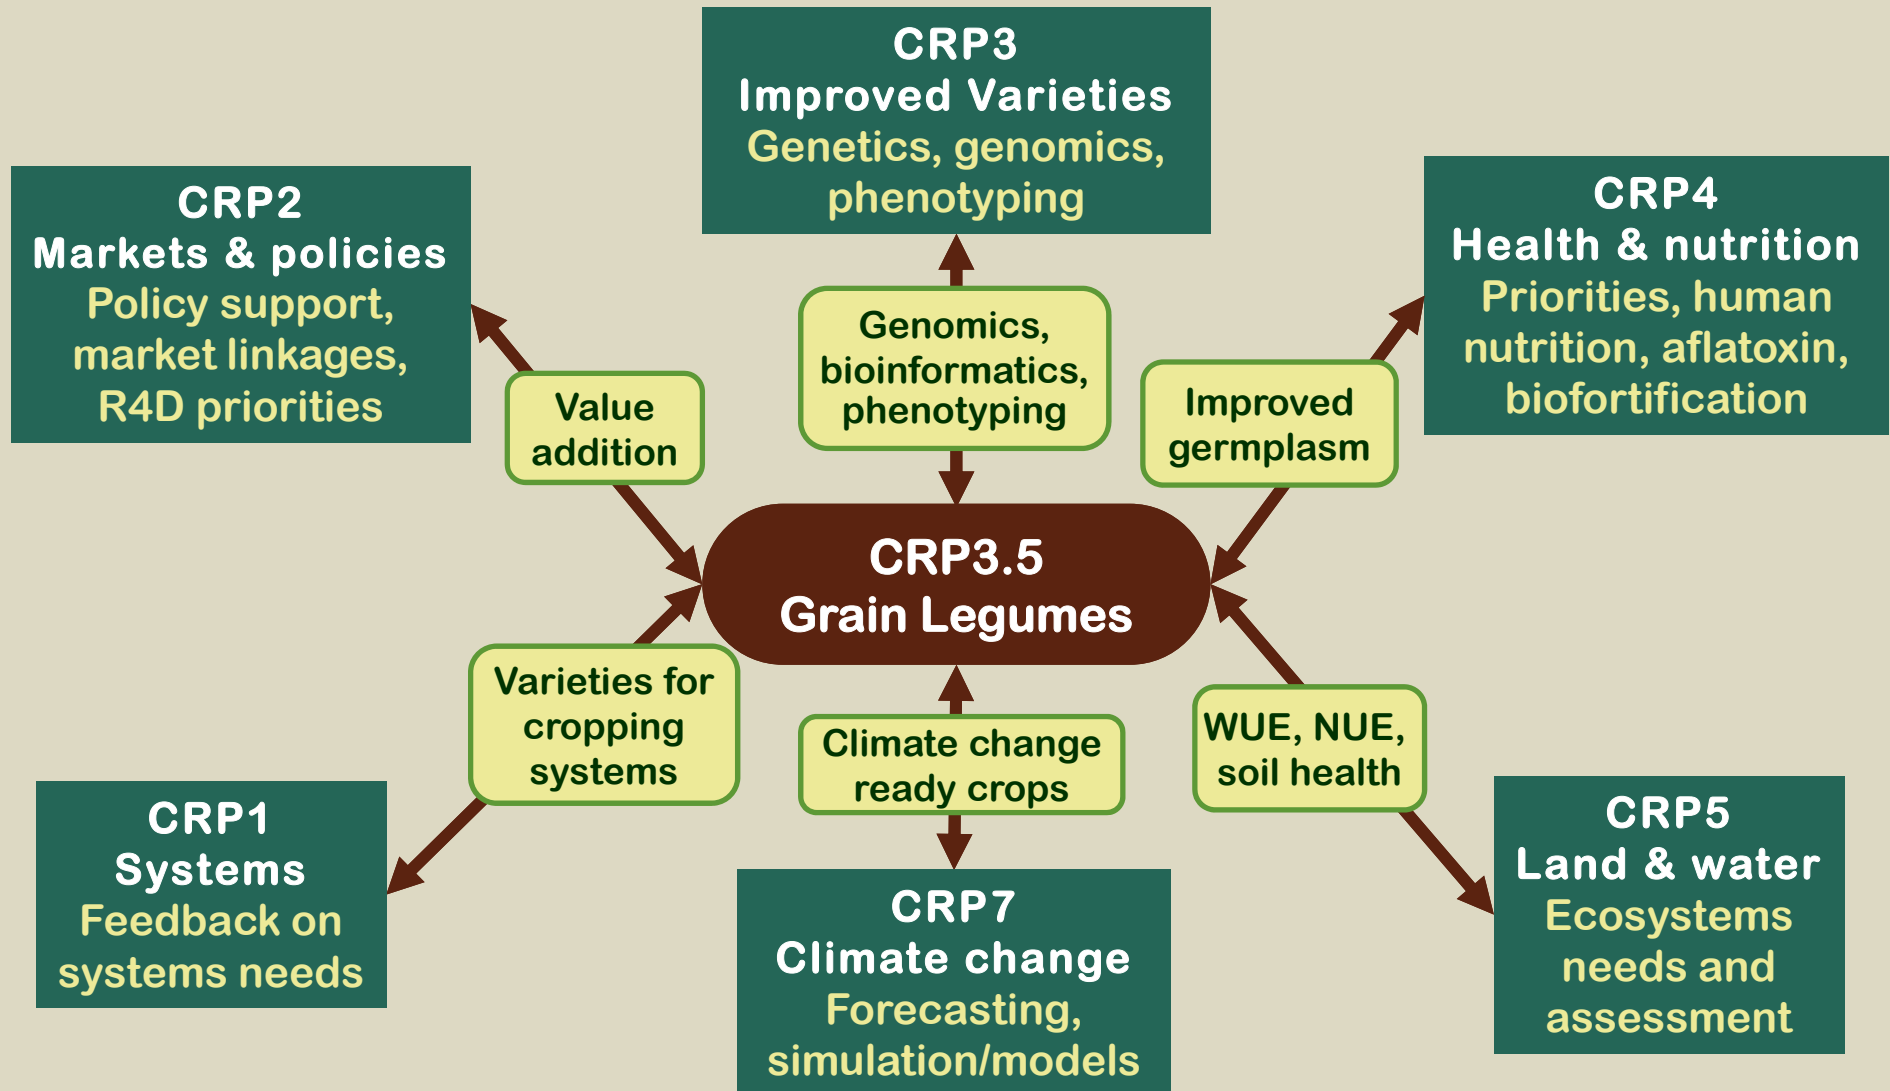 CRP3
Improved Varieties
Genetics, genomics,
phenotyping
CRP2
Markets & policies
Policy support,
market linkages,
R4D priorities
CRP4
Health & nutrition
Priorities, human
nutrition, aflatoxin,
biofortification
Genomics,
bioinformatics,
phenotyping
Value
addition
Improved
germplasm
CRP3.5
Grain Legumes
Varieties for
cropping
systems
Climate change
ready crops
WUE, NUE,
soil health
CRP1
Systems
Feedback on
systems needs
CRP7
Climate change
Forecasting,
simulation/models
CRP5
Land & water
Ecosystems
needs and
assessment